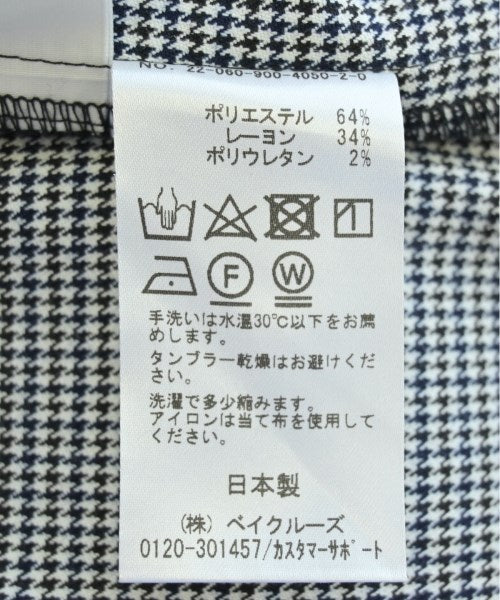 NO. 22-060-900-4050-2-0
ポリエステル 64%
レーヨン 34%
ポリウレタン 2%
F W
手洗いは水温30℃以下をお薦
めします。
タンブラー乾燥はお避けくだ
さい。
洗濯で多少縮みます。
アイロンは当て布を使用して
ください。
日本製
(株) ベイクルーズ
0120-301457/ｶｽﾀﾏｰｻﾎﾟｰﾄ